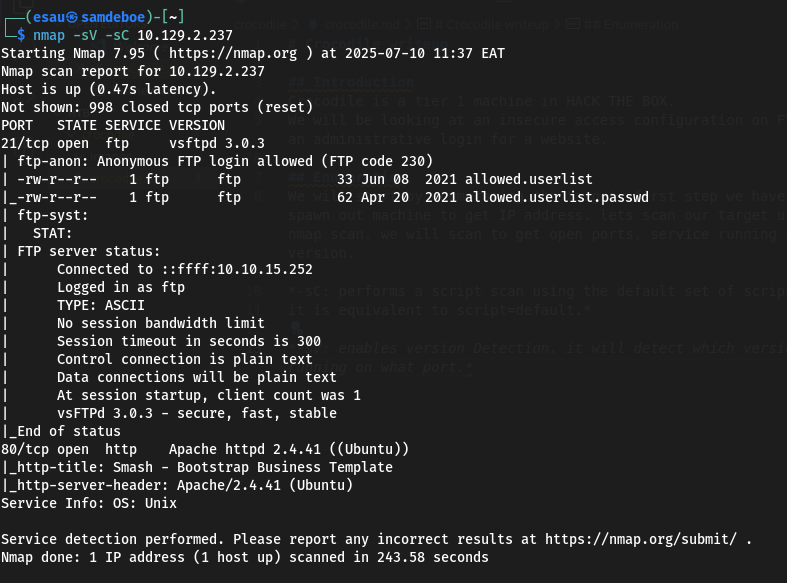 ┌──(esau㉿samdeboe)-[~]
└─$ nmap -sV -sC 10.129.2.237
Starting Nmap 7.95 ( https://nmap.org ) at 2025-07-10 11:37 EAT
Nmap scan report for 10.129.2.237
Host is up (0.47s latency).
Not shown: 998 closed tcp ports (reset)
PORT   STATE SERVICE VERSION
21/tcp open  ftp     vsftpd 3.0.3
| ftp-anon: Anonymous FTP login allowed (FTP code 230)
| -rw-r--r--    1 ftp      ftp            33 Jun 08  2021 allowed.userlist
|_-rw-r--r--    1 ftp      ftp            62 Apr 20  2021 allowed.userlist.passwd
| ftp-syst:
|   STAT:
| FTP server status:
|      Connected to ::ffff:10.10.15.252
|      Logged in as ftp
|      TYPE: ASCII
|      No session bandwidth limit
|      Session timeout in seconds is 300
|      Control connection is plain text
|      Data connections will be plain text
|      At session startup, client count was 1
|      vsFTPd 3.0.3 - secure, fast, stable
|_End of status
80/tcp open  http    Apache httpd 2.4.41 ((Ubuntu))
|_http-title: Smash - Bootstrap Business Template
|_http-server-header: Apache/2.4.41 (Ubuntu)
Service Info: OS: Unix
Service detection performed. Please report any incorrect results at https://nmap.org/submit/ .
Nmap done: 1 IP address (1 host up) scanned in 243.58 seconds